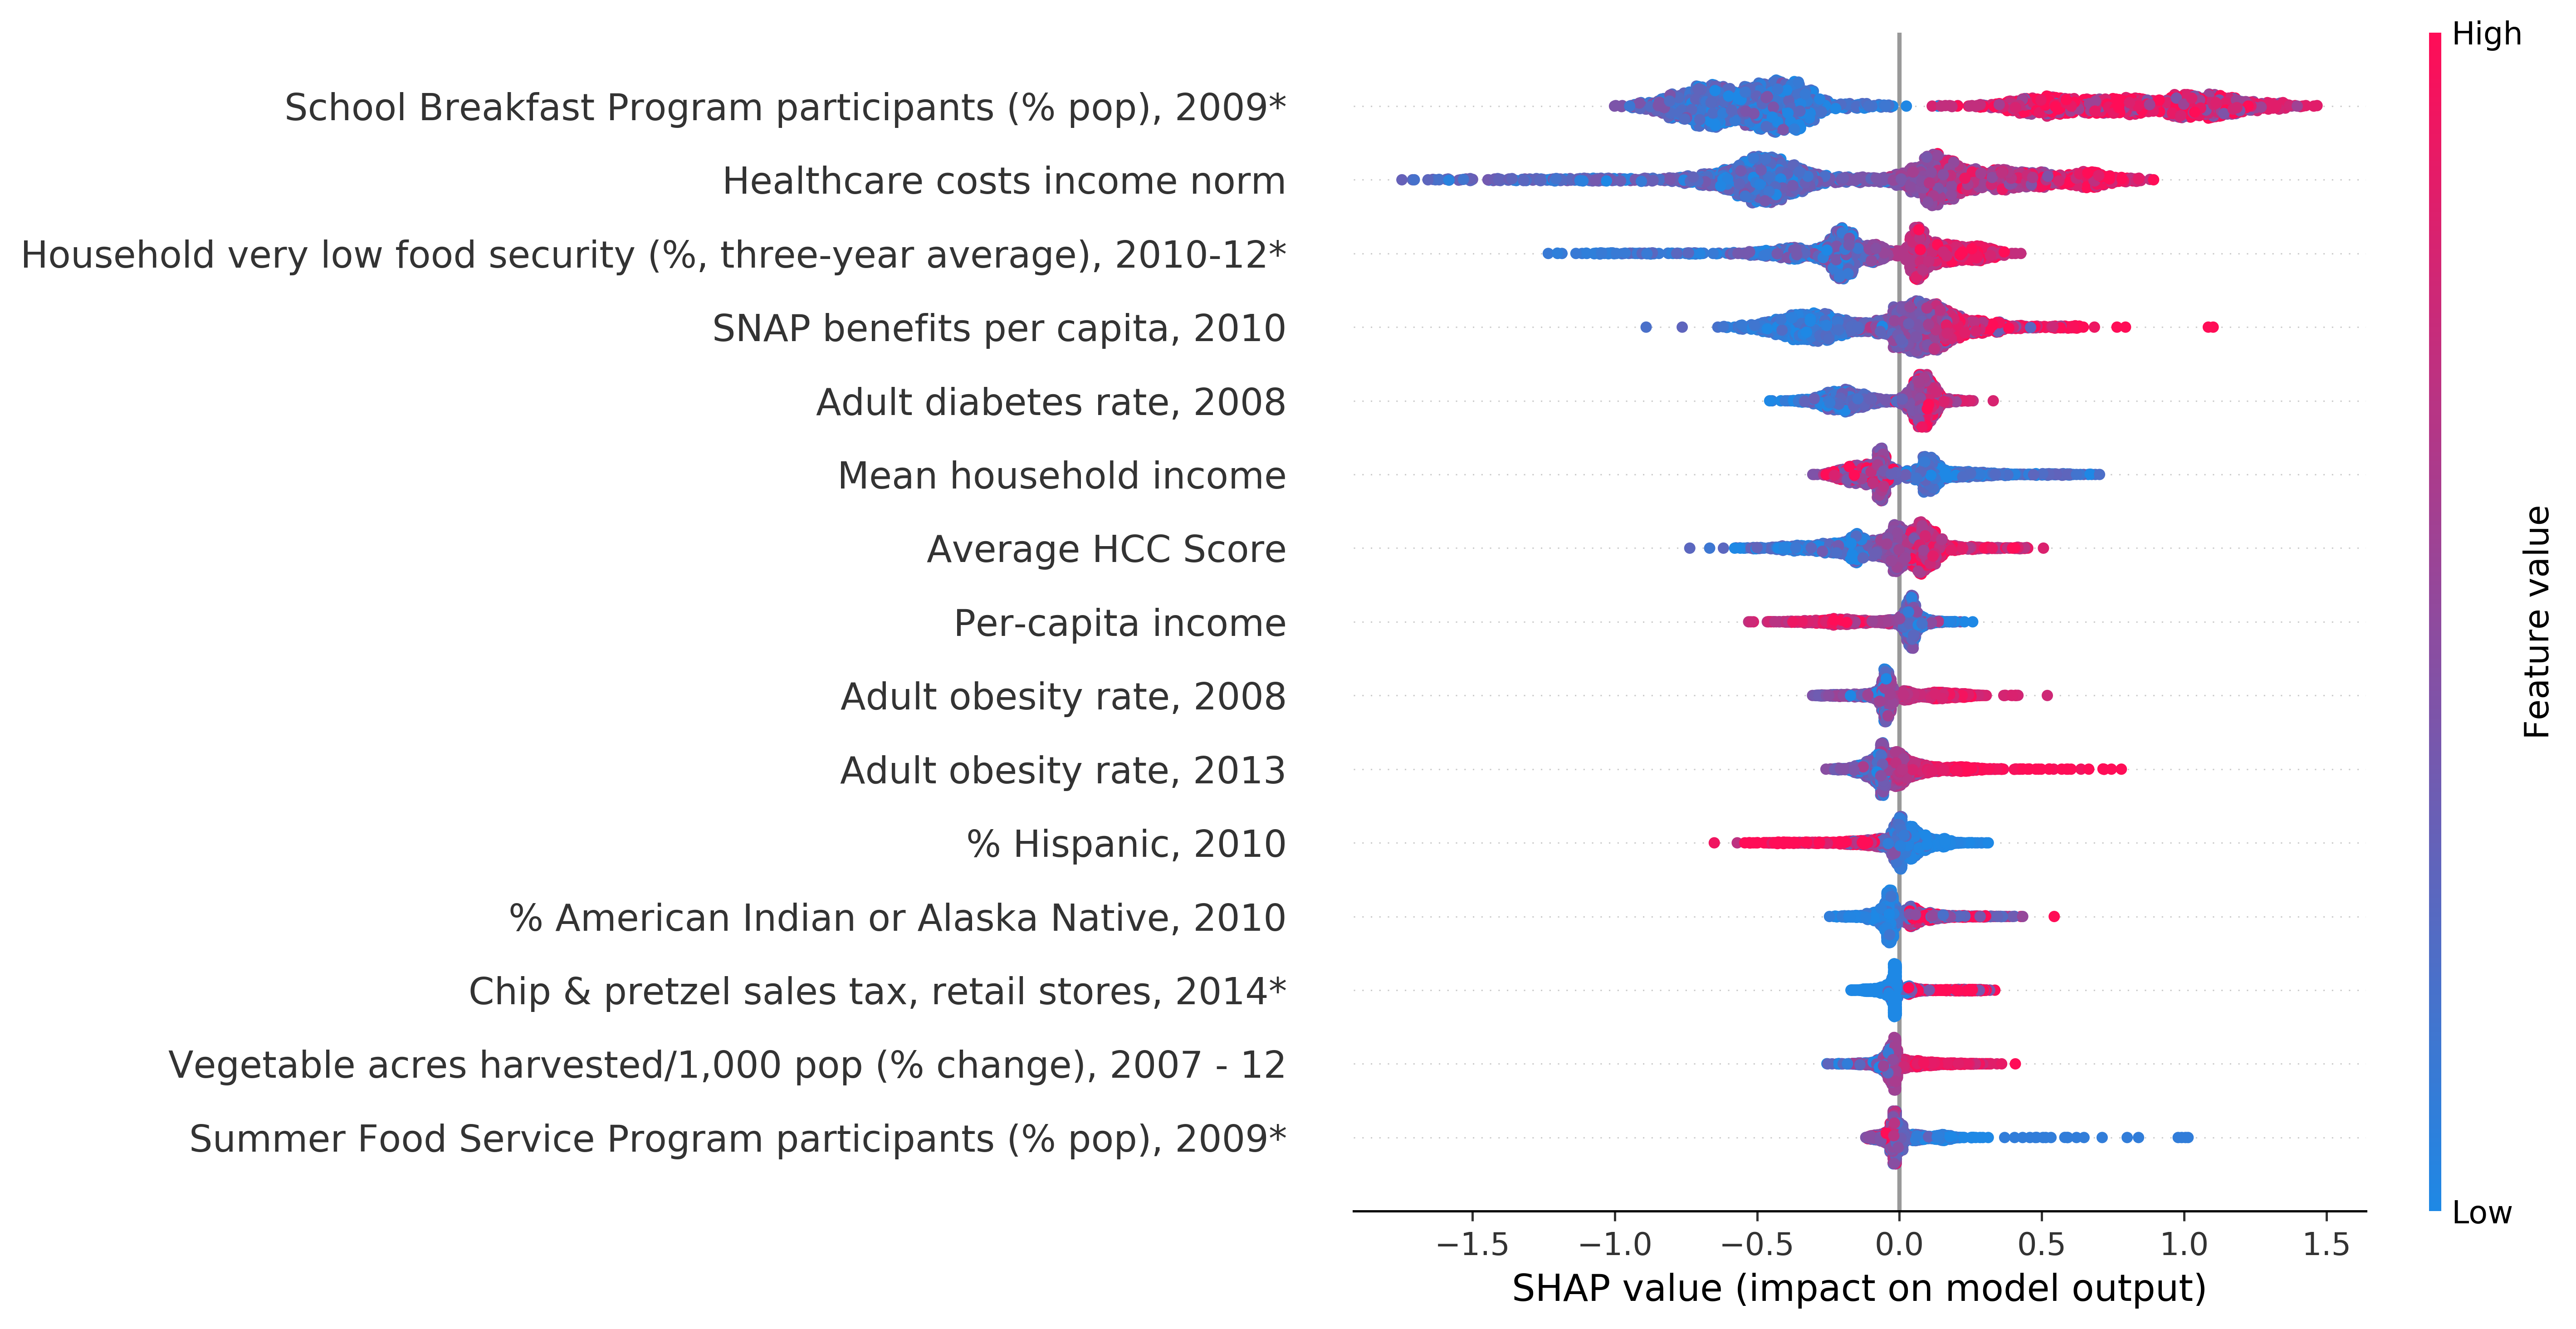 High
School Breakfast Program participants (% pop), 2009*
Healthcare costs income norm
Household very low food security (%, three-year average), 2010-12*
SNAP benefits per capita, 2010
Adult diabetes rate, 2008
Mean household income
Average HCC Score
Per-capita income
Adult obesity rate, 2008
Adult obesity rate, 2013
% Hispanic, 2010
% American Indian or Alaska Native, 2010
Chip & pretzel sales tax, retail stores, 2014*
Vegetable acres harvested/1,000 pop (% change), 2007 - 12
Summer Food Service Program participants (% pop), 2009*
Feature value
Low
−1.5 −1.0 −0.5 0.0 0.5 1.0 1.5
SHAP value (impact on model output)